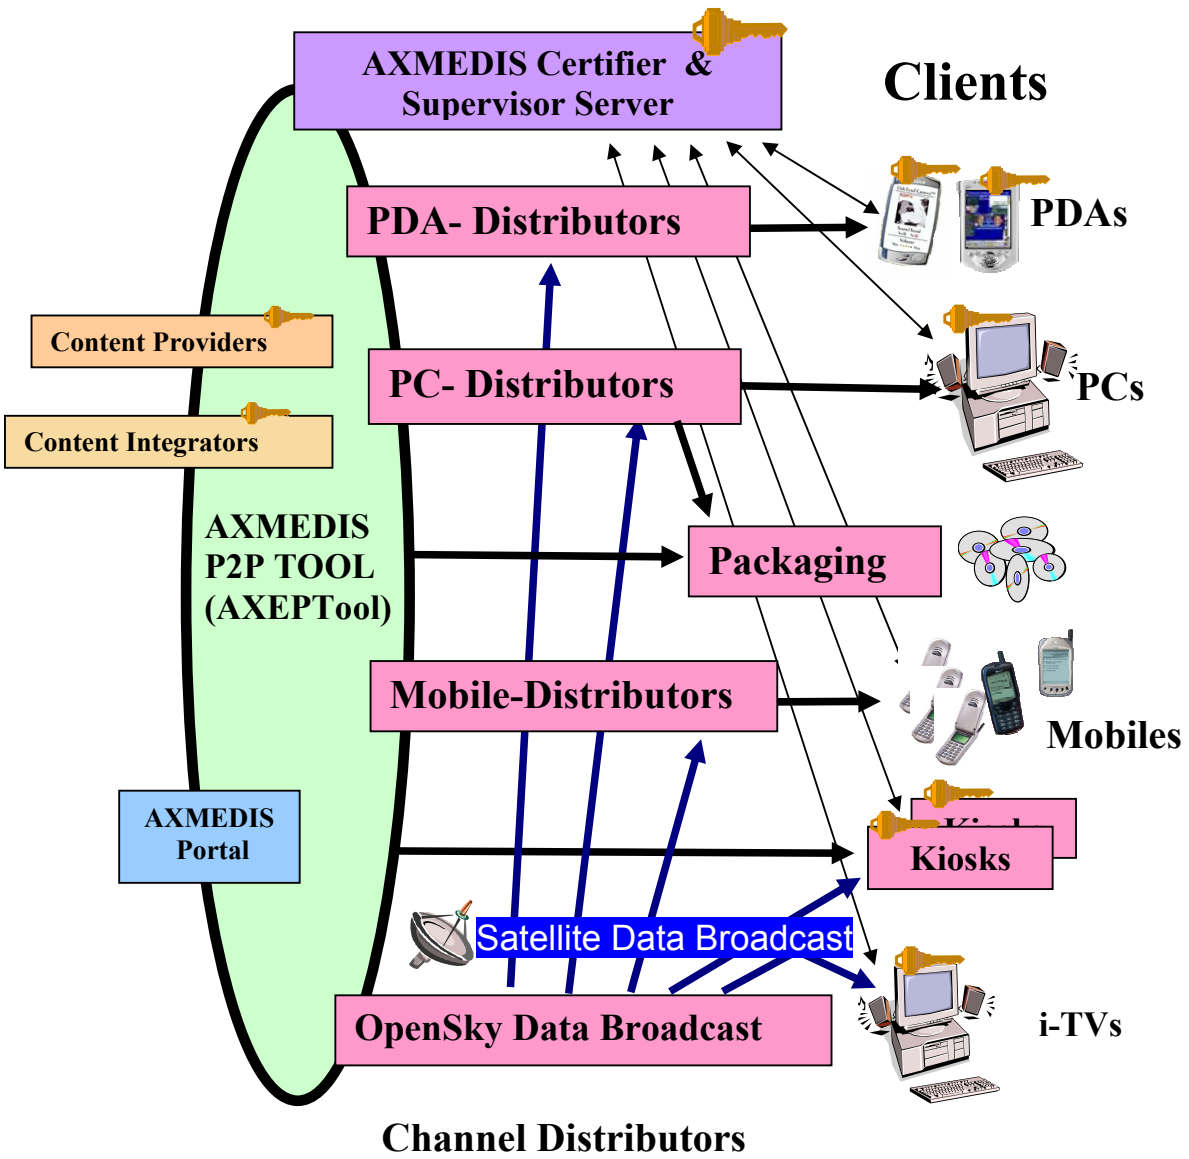 AXMEDIS Certifier &
Supervisor Server
Clients
PDA- Distributors
PDAs
Content Providers
PC- Distributors
PCs
Content Integrators
AXMEDIS
P2P TOOL
(AXEPTool)
Packaging
Mobile-Distributors
Mobiles
AXMEDIS
Portal
Kiosks
Kiosks
Satellite Data Broadcast
OpenSky Data Broadcast
i-TVs
Channel Distributors